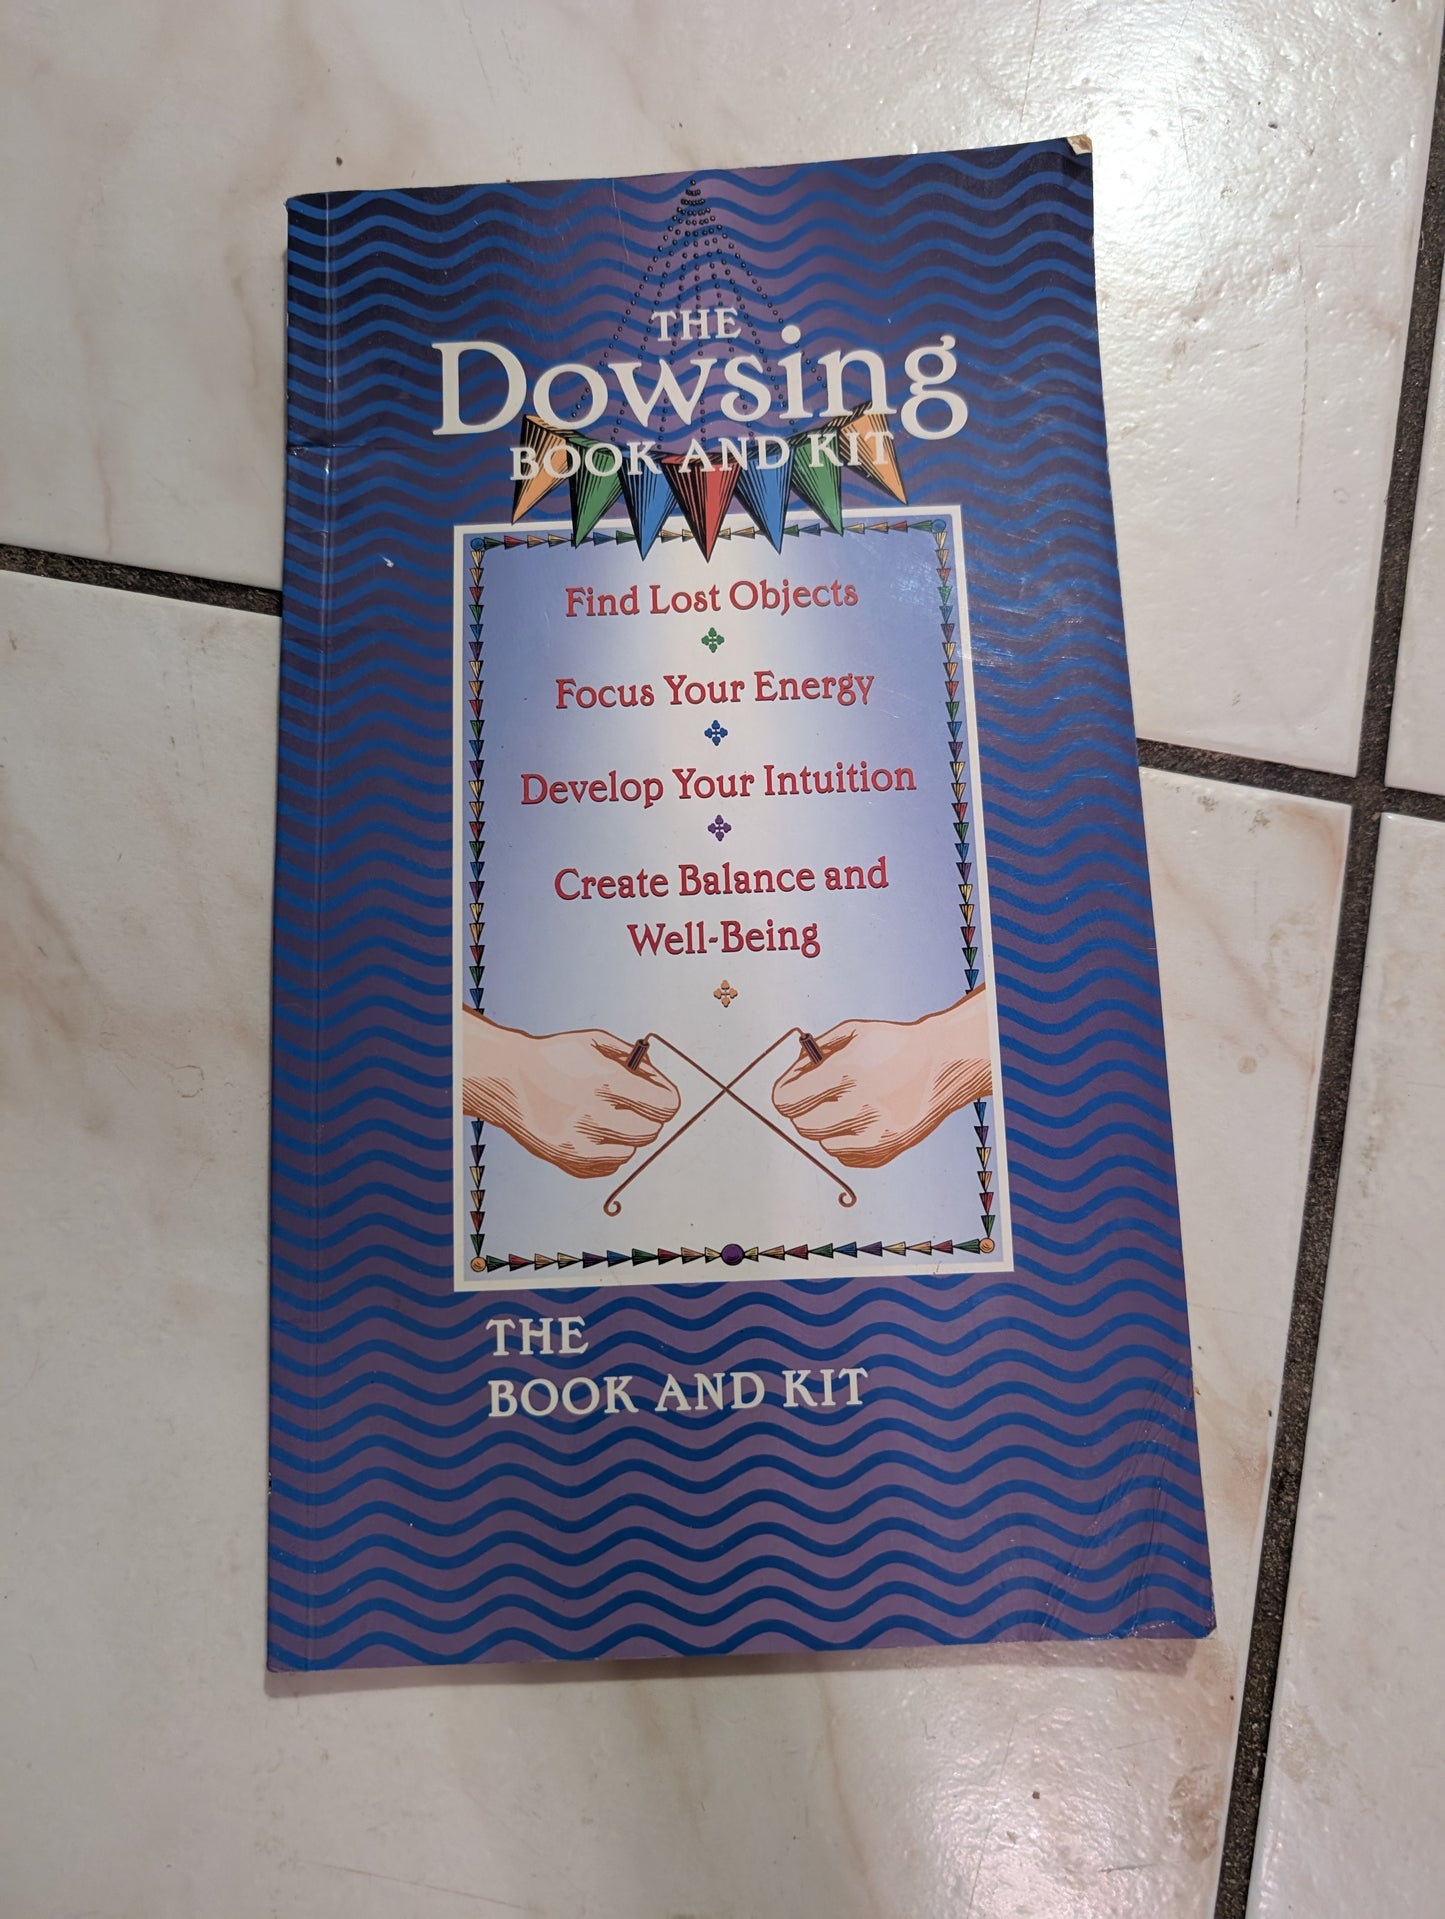 THE
Dowsing
BOOK AND KIT
Find Lost Objects
Focus Your Energy
Develop Your Intuition
Create Balance and
Well-Being
THE
BOOK AND KIT